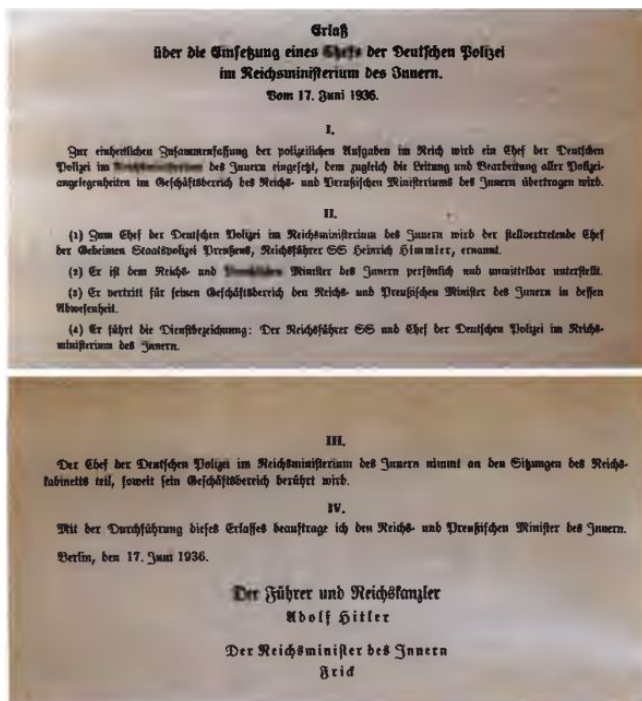 Erlaß
über die Einsetzung eines der Deutschen Polizei
im Reichsministerium des Innern.
Vom 17. Juni 1936.
I.
Zur einheitlichen Zusammenfassung der polizeilichen Aufgaben im Reich wird ein Chef der Deutschen
Polizei im des Innern eingesetzt, dem zugleich die Leitung und Bearbeitung aller Polizei-
angelegenheiten im Geschäftsbereich des Reichs- und Preußischen Ministeriums des Innern übertragen wird.
II.
(1) Zum Chef der Deutschen Polizei im Reichsministerium des Innern wird der stellvertretende Chef
der Geheimen Staatspolizei Preußens, Reichsführer SS Heinrich Himmler, ernannt.
(2) Er ist dem Reichs- und Minister des Innern persönlich und unmittelbar unterstellt.
(3) Er vertritt für seinen Geschäftsbereich den Reichs- und Preußischen Minister des Innern in dessen
Abwesenheit.
(4) Er führt die Dienstbezeichnung: Der Reichsführer SS und Chef der Deutschen Polizei im Reichs-
ministerium des Innern.
III.
Der Chef der Deutschen Polizei im Reichsministerium des Innern nimmt an den Sitzungen des Reichs-
kabinetts teil, soweit sein Geschäftsbereich berührt wird.
IV.
Mit der Durchführung dieses Erlasses beauftrage ich den Reichs- und Preußischen Minister des Innern.
Berlin, den 17. Juni 1936.
Der Führer und Reichskanzler
Adolf Hitler
Der Reichsminister des Innern
Frick